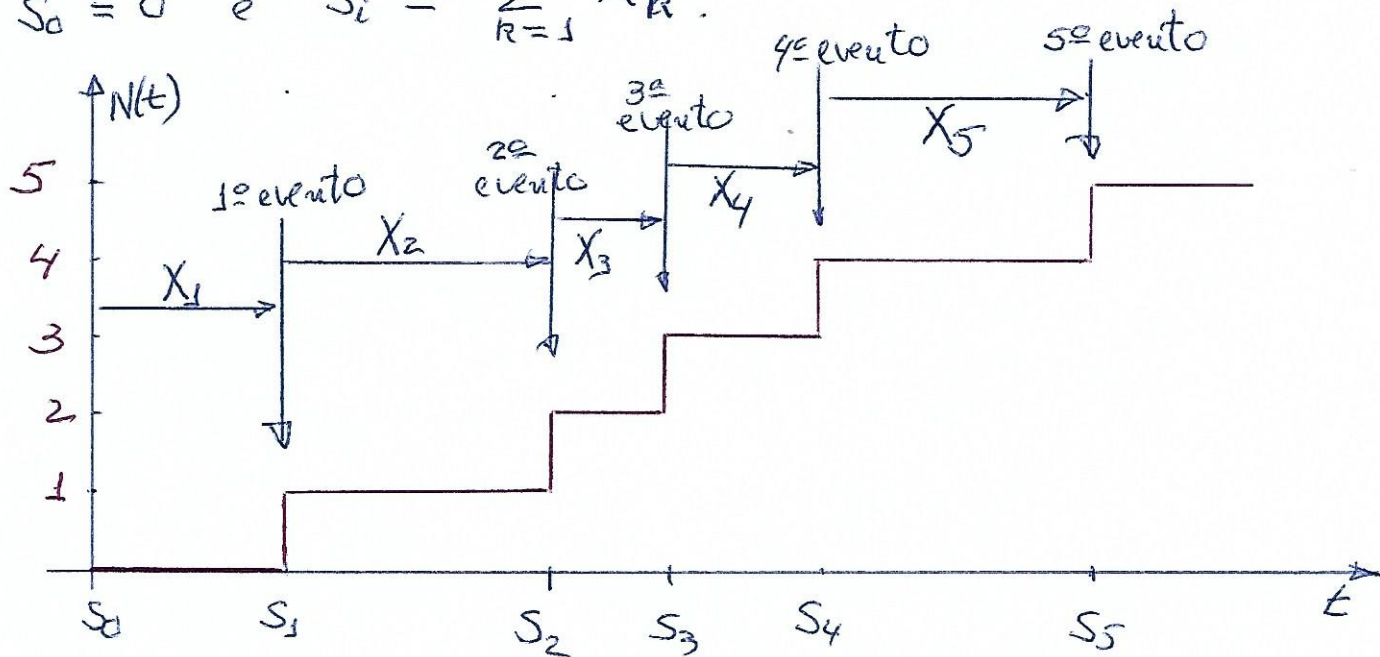 S₀ = 0 e Sᵢ = ∑ Xₖ.
k=1
N(t)
1º evento
2º
evento
3º
evento
4º evento
5º evento
X₁
X₂
X₃
X₄
X₅
5
4
3
2
1
S₀ S₁ S₂ S₃ S₄ S₅ t